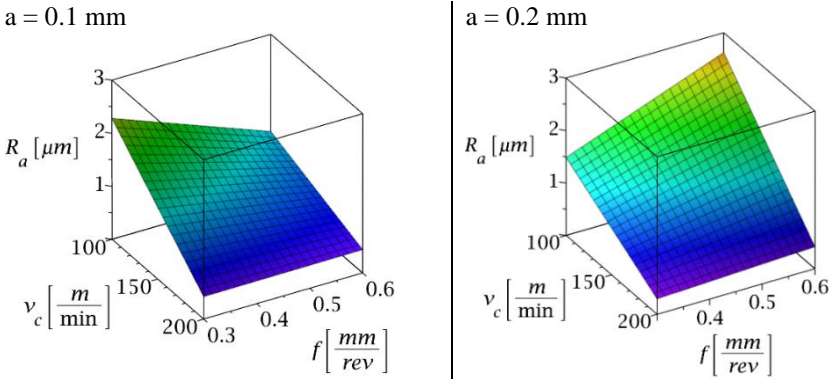 a = 0.1 mm
3
2
1
R_a [μm]
100
150
200
v_c [m/min]
0.3
0.4
0.5
0.6
f [mm/rev]
a = 0.2 mm
3
2
1
R_a [μm]
100
150
200
v_c [m/min]
0.4
0.5
0.6
f [mm/rev]